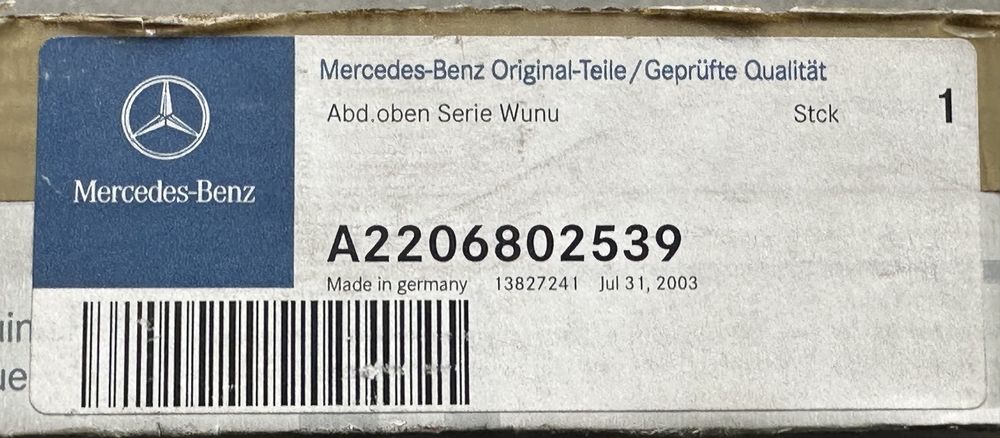 Mercedes-Benz Original-Teile/Geprüfte Qualität
Abd.oben Serie Wunu Stck 1
Mercedes-Benz
A2206802539
Made in germany 13827241 Jul 31, 2003